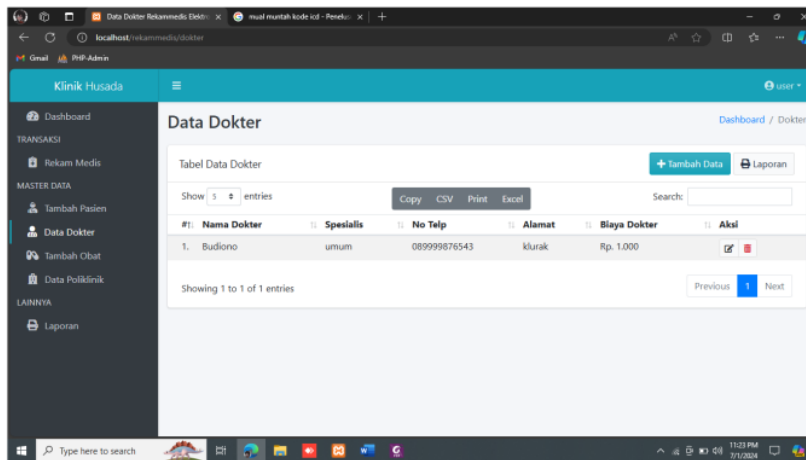 Data Dokter Rekammedis Elektr
mual muntah kode icd - Penelus
localhost/rekammedis/dokter
Gmail PHP-Admin
Klinik Husada
user
Dashboard
TRANSAKSI
Rekam Medis
MASTER DATA
Tambah Pasien
Data Dokter
Tambah Obat
Data Poliklinik
LAINNYA
Laporan
Data Dokter
Dashboard / Dokter
Tabel Data Dokter
+ Tambah Data Laporan
Show 5 entries
Copy CSV Print Excel
Search:
# Nama Dokter Spesialis No Telp Alamat Biaya Dokter Aksi
1. Budiono umum 089999876543 klurak Rp. 1.000
Showing 1 to 1 of 1 entries
Previous 1 Next
Type here to search
11:23 PM
7/1/2024